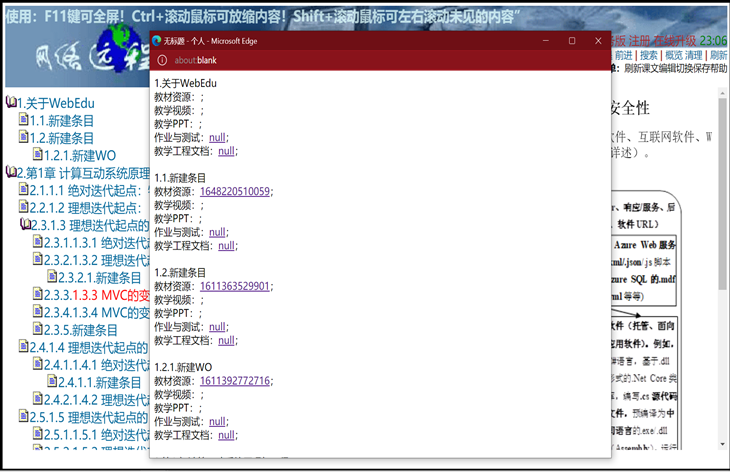 使用：F11键可全屏！Ctrl+滚动鼠标可放缩内容！Shift+滚动鼠标可左右滚动未见的内容”
网络远程
版 注册 在线升级 23:06
前进 | 搜索 | 概览 清理 | 刷新
刷新课文编辑切换保存帮助
无标题 - 个人 - Microsoft Edge
about:blank
1.关于WebEdu
1.1.新建条目
1.2.新建条目
1.2.1.新建WO
2.第1章 计算互动系统原理
2.1.1.1 绝对迭代起点：
2.2.1.2 理想迭代起点：
2.3.1.3 理想迭代起点的
2.3.1.1.3.1 绝对迭代
2.3.2.1.3.2 理想迭代
2.3.2.1.新建条目
2.3.3.1.3.3 MVC的变
2.3.4.1.3.4 MVC的变
2.3.5.新建条目
2.4.1.4 理想迭代起点的
2.4.1.1.4.1 绝对迭代
2.4.1.1.新建条目
2.4.2.1.4.2 理想迭代
2.5.1.5 理想迭代起点的
2.5.1.1.5.1 绝对迭代
1.关于WebEdu
教材资源：;
教学视频：;
教学PPT：;
作业与测试：null;
教学工程文档：null;
1.1.新建条目
教材资源：1648220510059;
教学视频：;
教学PPT：;
作业与测试：null;
教学工程文档：null;
1.2.新建条目
教材资源：1611363529901;
教学视频：;
教学PPT：;
作业与测试：null;
教学工程文档：null;
1.2.1.新建WO
教材资源：1611392772716;
教学视频：;
教学PPT：;
作业与测试：null;
教学工程文档：null;
安全性
件、互联网软件、W
详述）。
r、响应/服务、后
、软件URL）
Azure Web 服务
ml/.json/.js 脚本
zure SQL 的.mdf
ml 等等)
件（托管、面向
应用软件）。例如,
语言，基于.dll
形式的.Net Core 类
，编写.cs 源代码
文件，预编译为中
间语言的.exe/.dll
(Assembly)，运行